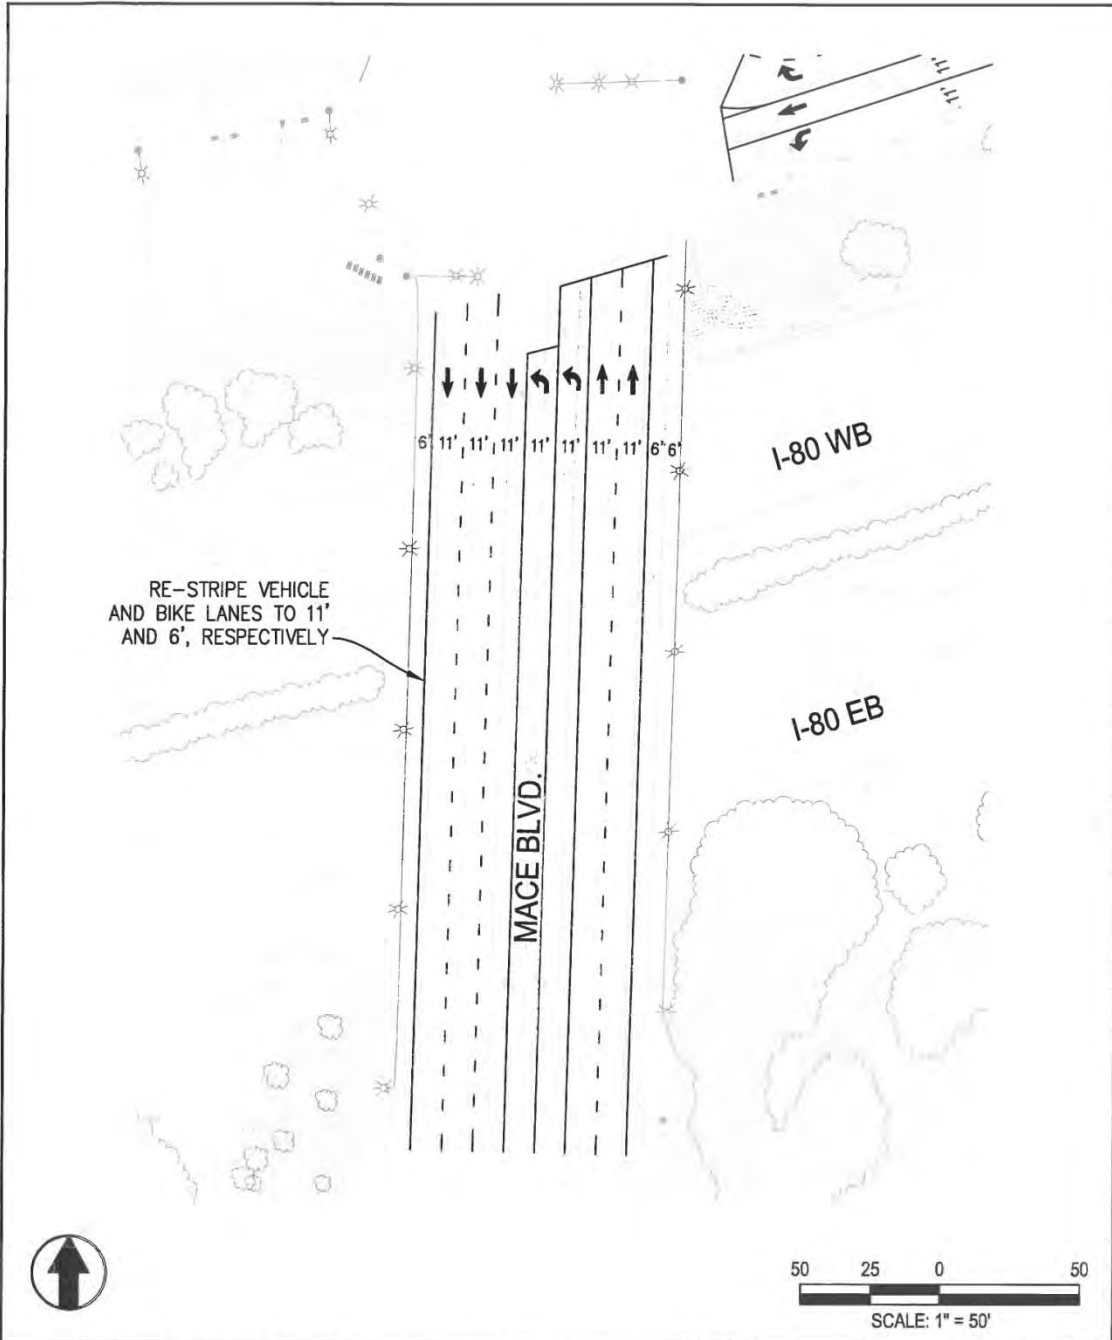 11'
11'
6' 11' 11' 11' 11' 11' 11' 11' 6' 6'
I-80 WB
RE-STRIPE VEHICLE
AND BIKE LANES TO 11'
AND 6', RESPECTIVELY
I-80 EB
MACE BLVD.
50 25 0 50
SCALE: 1" = 50'